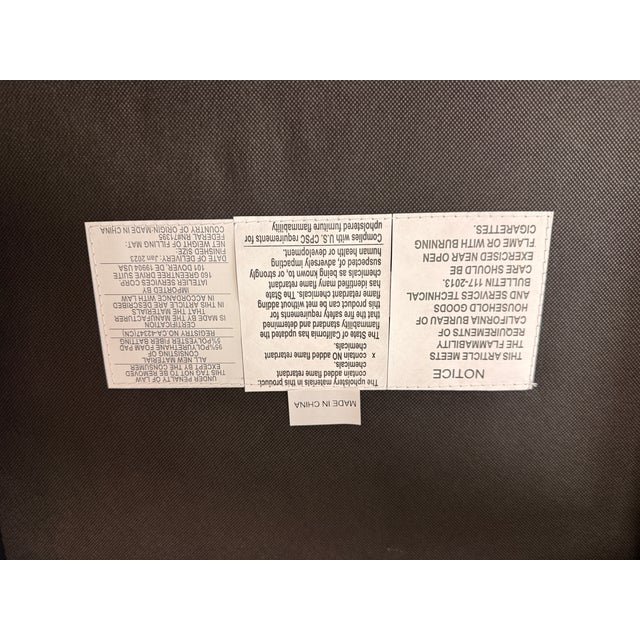 NOTICE
THIS ARTICLE MEETS
THE FLAMMABILITY
REQUIREMENTS OF
CALIFORNIA BUREAU OF
HOUSEHOLD GOODS
AND SERVICES TECHNICAL
BULLETIN 117-2013.
CARE SHOULD BE
EXERCISED NEAR OPEN
FLAME OR WITH BURNING
CIGARETTES.
The upholstery materials in this product:
contain added flame retardant
chemicals
x contain NO added flame retardant
chemicals.
The State of California has updated the
flammability standard and determined
that the fire safety requirements for
this product can be met without adding
flame retardant chemicals. The State
has identified many flame retardant
chemicals as being known to, or strongly
suspected of, adversely impacting
human health or development.
Complies with U.S. CPSC requirements for
upholstered furniture flammability
UNDER PENALTY OF LAW
THIS TAG NOT TO BE REMOVED
EXCEPT BY THE CONSUMER
ALL NEW MATERIAL
CONSISTING OF
95%POLYURETHANE FOAM PAD
5%POLYESTER FIBER BATTING
REGISTRY NO.CA-42347(CN)
CERTIFICATION
IS MADE BY THE MANUFACTURER
THAT THE MATERIALS
IN THIS ARTICLE ARE DESCRIBED
IN ACCORDANCE WITH LAW
IMPORTED BY
1ATELIER SERVICES CORP
160 GREENTREE DRIVE SUITE
101 DOVER, DE 19904 USA
DATE OF DELIVERY: Jan 2023
FINISHED SIZE:
NET WEIGHT OF FILLING MAT:
FEDERAL RN#71395
COUNTRY OF ORIGIN-MADE IN CHINA
MADE IN CHINA